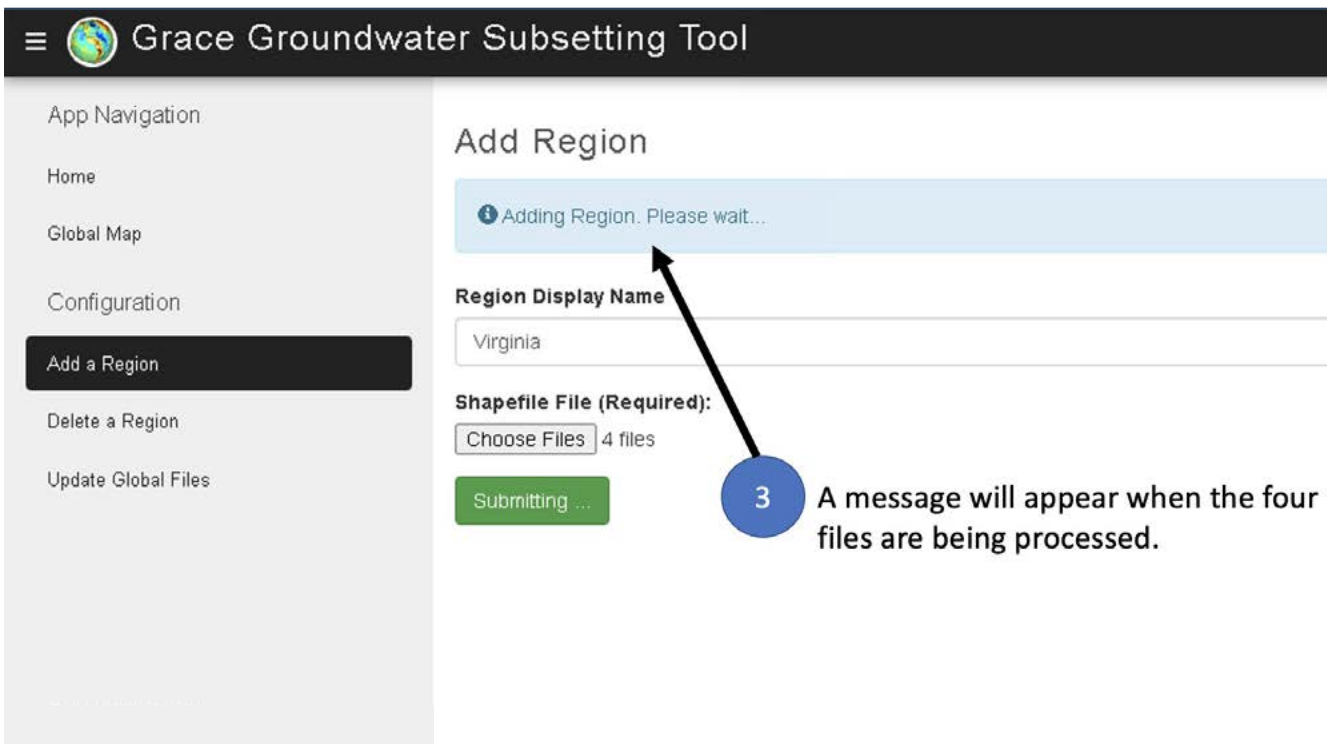 ≡ Grace Groundwater Subsetting Tool
App Navigation
Home
Global Map
Configuration
Add a Region
Delete a Region
Update Global Files
Add Region
Adding Region. Please wait...
Region Display Name
Virginia
Shapefile File (Required):
Choose Files 4 files
Submitting ...
3
A message will appear when the four
files are being processed.